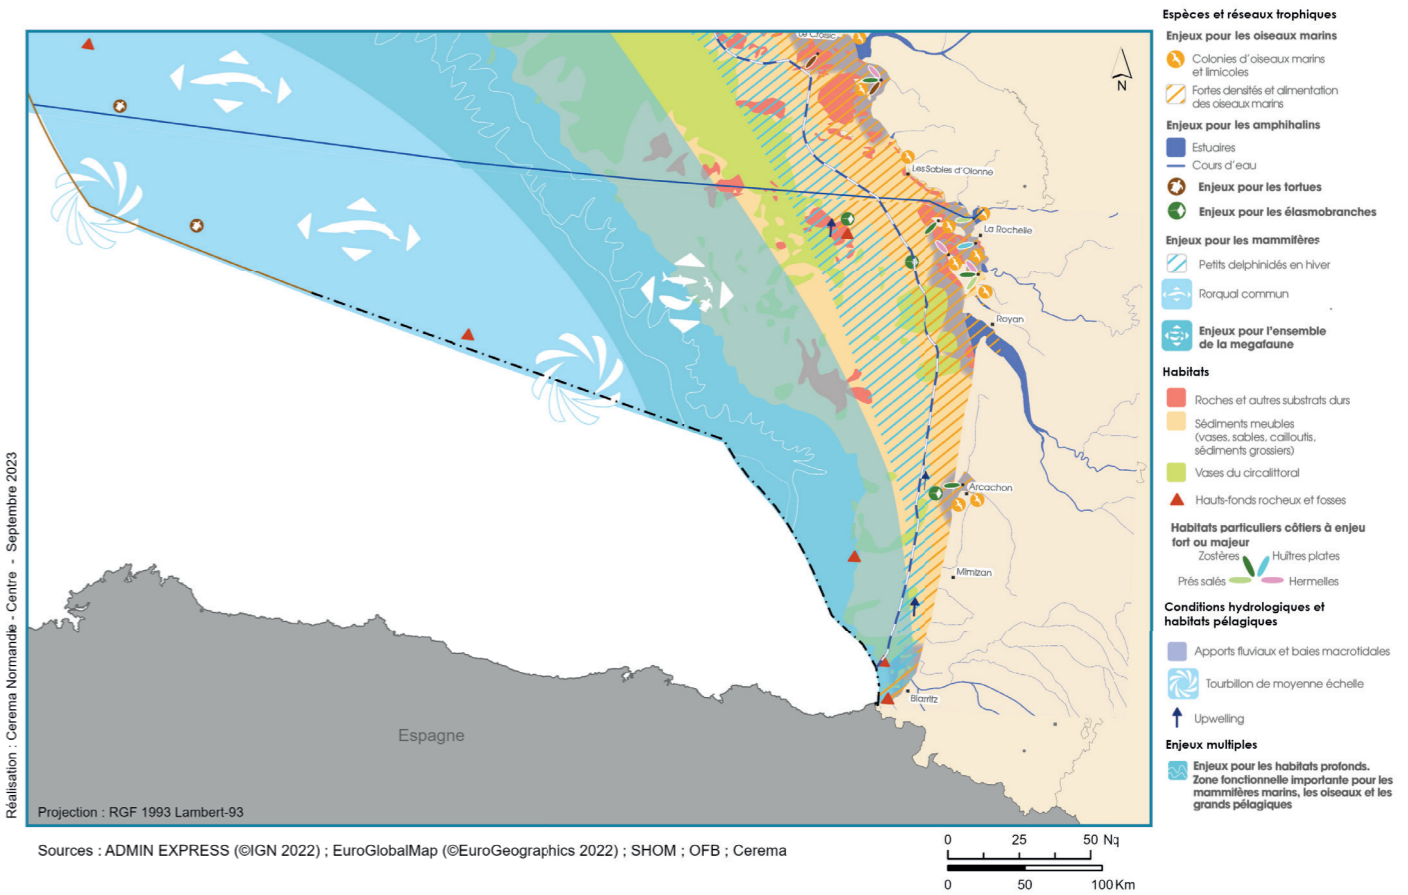 Le Croisic
N
Les Sables d'Olonne
La Rochelle
Royan
Arcachon
Mimizan
Biarritz
Espagne
Projection : RGF 1993 Lambert-93
Réalisation : Cerema Normandie - Centre - Septembre 2023
Sources : ADMIN EXPRESS (©IGN 2022) ; EuroGlobalMap (©EuroGeographics 2022) ; SHOM ; OFB ; Cerema
0 25 50 Nq
0 50 100 Km
Espèces et réseaux trophiques
Enjeux pour les oiseaux marins
Colonies d'oiseaux marins
et limicoles
Fortes densités et alimentation
des oiseaux marins
Enjeux pour les amphihalins
Estuaires
Cours d'eau
Enjeux pour les tortues
Enjeux pour les élasmobranches
Enjeux pour les mammifères
Petits delphinidés en hiver
Rorqual commun
Enjeux pour l'ensemble
de la megafaune
Habitats
Roches et autres substrats durs
Sédiments meubles
(vases, sables, cailloutis,
sédiments grossiers)
Vases du circalittoral
Hauts-fonds rocheux et fosses
Habitats particuliers côtiers à enjeu
fort ou majeur
Zostères Huîtres plates
Prés salés Hermelles
Conditions hydrologiques et
habitats pélagiques
Apports fluviaux et baies macrotidales
Tourbillon de moyenne échelle
Upwelling
Enjeux multiples
Enjeux pour les habitats profonds.
Zone fonctionnelle importante pour les
mammifères marins, les oiseaux et les
grands pélagiques